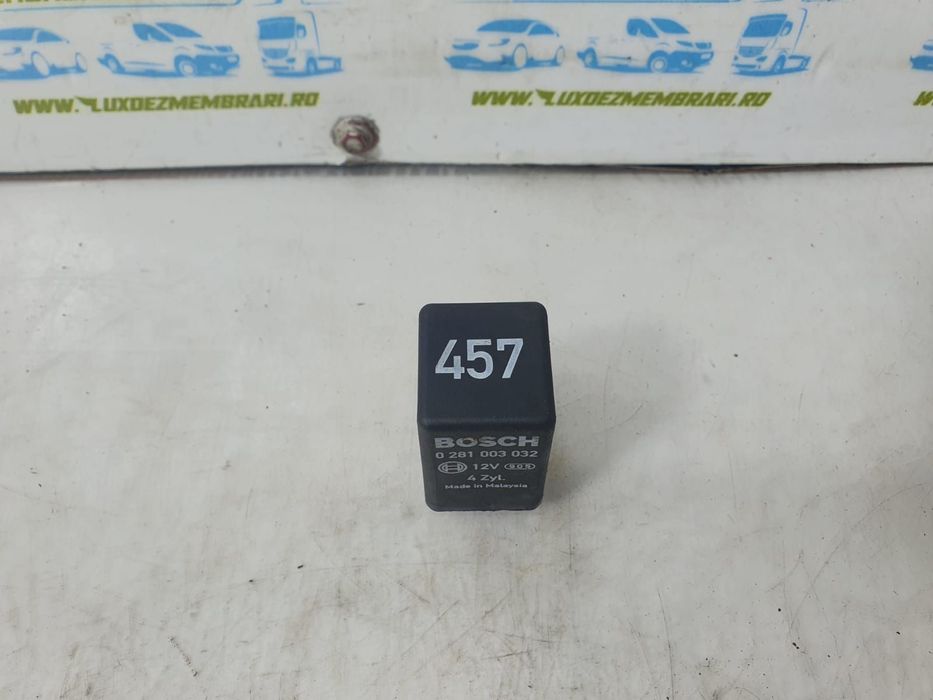 WWW.LUXDEZMEMBRARI.RO
WWW.LUXDEZMEMBRARI.RO
457
BOSCH
0 281 003 032
12V
4 Zyl.
Made in Malaysia